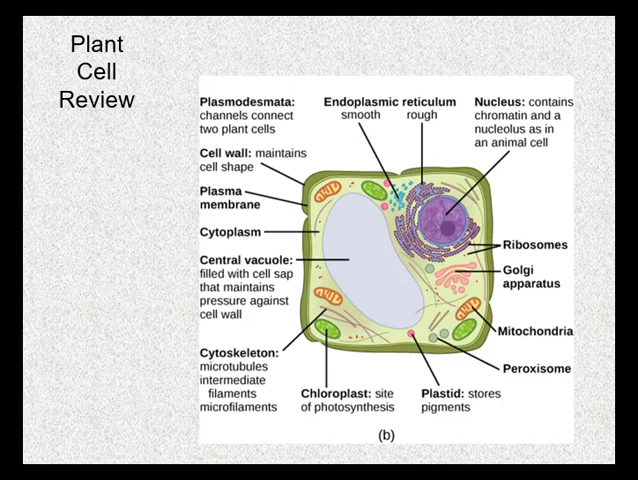 Plant
Cell
Review
Plasmodesmata:
channels connect
two plant cells
Endoplasmic reticulum
smooth rough
Nucleus: contains
chromatin and a
nucleolus as in
an animal cell
Cell wall: maintains
cell shape
Plasma
membrane
Cytoplasm
Central vacuole:
filled with cell sap
that maintains
pressure against
cell wall
Ribosomes
Golgi
apparatus
Mitochondria
Peroxisome
Cytoskeleton:
microtubules
intermediate
filaments
microfilaments
Chloroplast: site
of photosynthesis
Plastid: stores
pigments
(b)